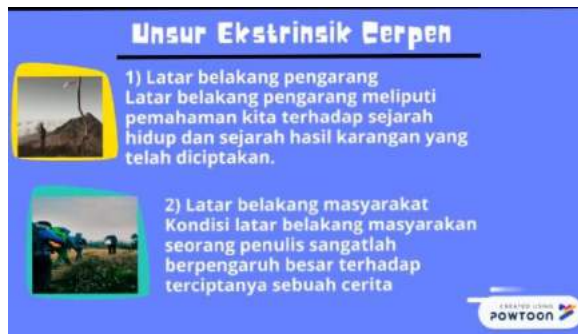 Unsur Ekstrinsik Cerpen
1) Latar belakang pengarang
Latar belakang pengarang meliputi
pemahaman kita terhadap sejarah
hidup dan sejarah hasil karangan yang
telah diciptakan.
2) Latar belakang masyarakat
Kondisi latar belakang masyarakan
seorang penulis sangatlah
berpengaruh besar terhadap
terciptanya sebuah cerita
CREATED USING
POWTOON